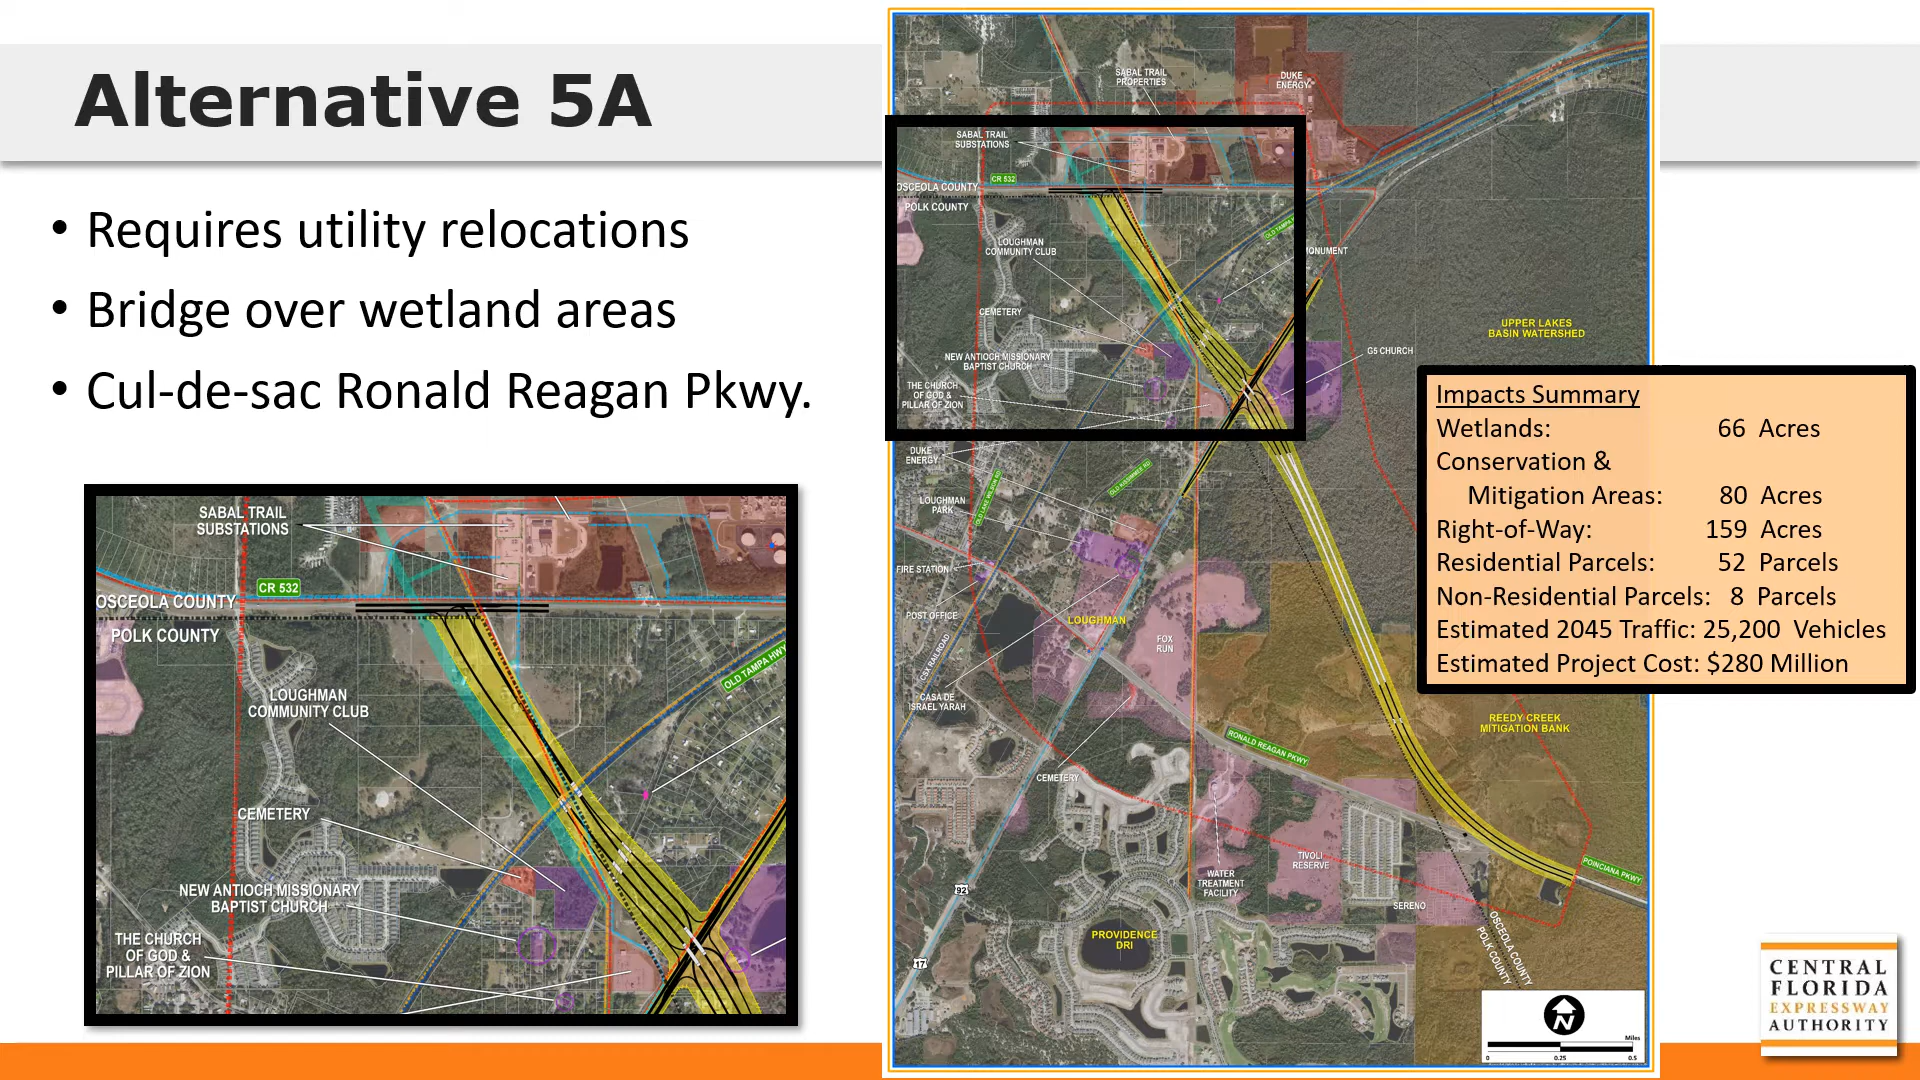 Alternative 5A
• Requires utility relocations
• Bridge over wetland areas
• Cul-de-sac Ronald Reagan Pkwy.
SABAL TRAIL
SUBSTATIONS
CR 532
OSCEOLA COUNTY
POLK COUNTY
OLD TAMPA HWY
LOUGHMAN
COMMUNITY CLUB
CEMETERY
NEW ANTIOCH MISSIONARY
BAPTIST CHURCH
THE CHURCH
OF GOD &
PILLAR OF ZION
SABAL TRAIL
PROPERTIES
DUKE
ENERGY
SABAL TRAIL
SUBSTATIONS
CR 532
OSCEOLA COUNTY
POLK COUNTY
OLD TAMPA
LOUGHMAN
COMMUNITY CLUB
MONUMENT
CEMETERY
UPPER LAKES
BASIN WATERSHED
G5 CHURCH
NEW ANTIOCH MISSIONARY
BAPTIST CHURCH
THE CHURCH
OF GOD &
PILLAR OF ZION
DUKE
ENERGY
OLD KISSIMMEE RD
OLD LAKE WILSON RD
LOUGHMAN
PARK
FIRE STATION
POST OFFICE
LOUGHMAN
FOX
RUN
CSX RAILROAD
CASA DE
ISRAEL YARAH
REEDY CREEK
MITIGATION BANK
RONALD REAGAN PKWY
CEMETERY
TIVOLI
RESERVE
WATER
TREATMENT
FACILITY
SERENO
POINCIANA PKWY
92
17
PROVIDENCE
DRI
OSCEOLA COUNTY
POLK COUNTY
N
Miles
0 0.25 0.5
Impacts Summary
Wetlands: 66 Acres
Conservation &
Mitigation Areas: 80 Acres
Right-of-Way: 159 Acres
Residential Parcels: 52 Parcels
Non-Residential Parcels: 8 Parcels
Estimated 2045 Traffic: 25,200 Vehicles
Estimated Project Cost: $280 Million
CENTRAL
FLORIDA
EXPRESSWAY
AUTHORITY